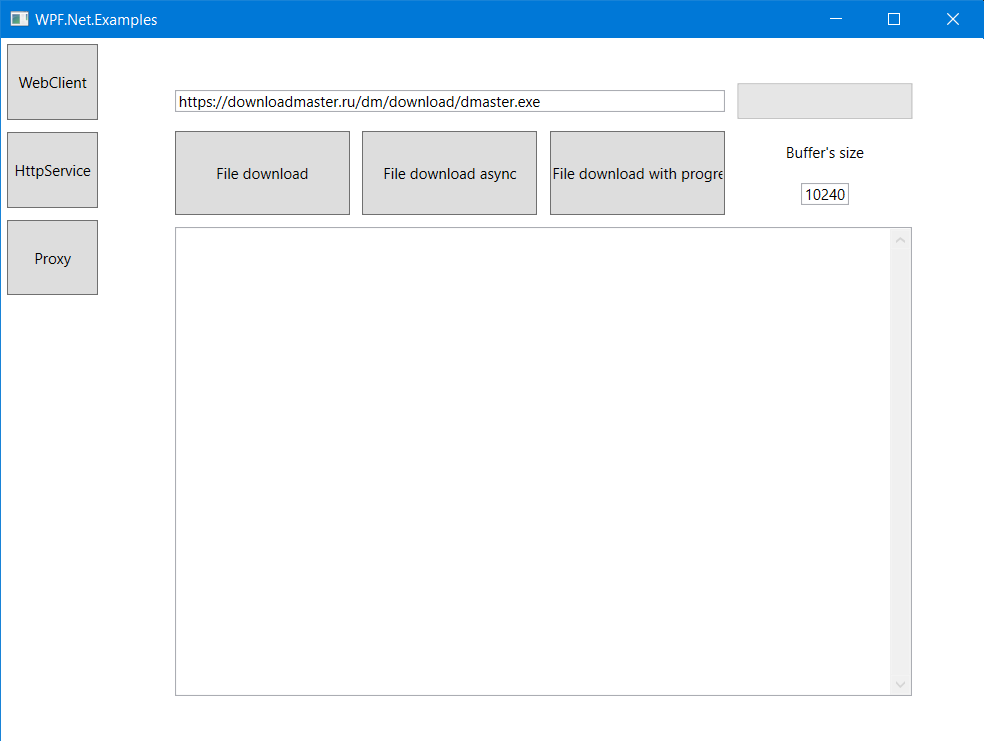 WPF.Net.Examples
WebClient
https://downloadmaster.ru/dm/download/dmaster.exe
File download
File download async
File download with progre
Buffer's size
10240
HttpService
Proxy